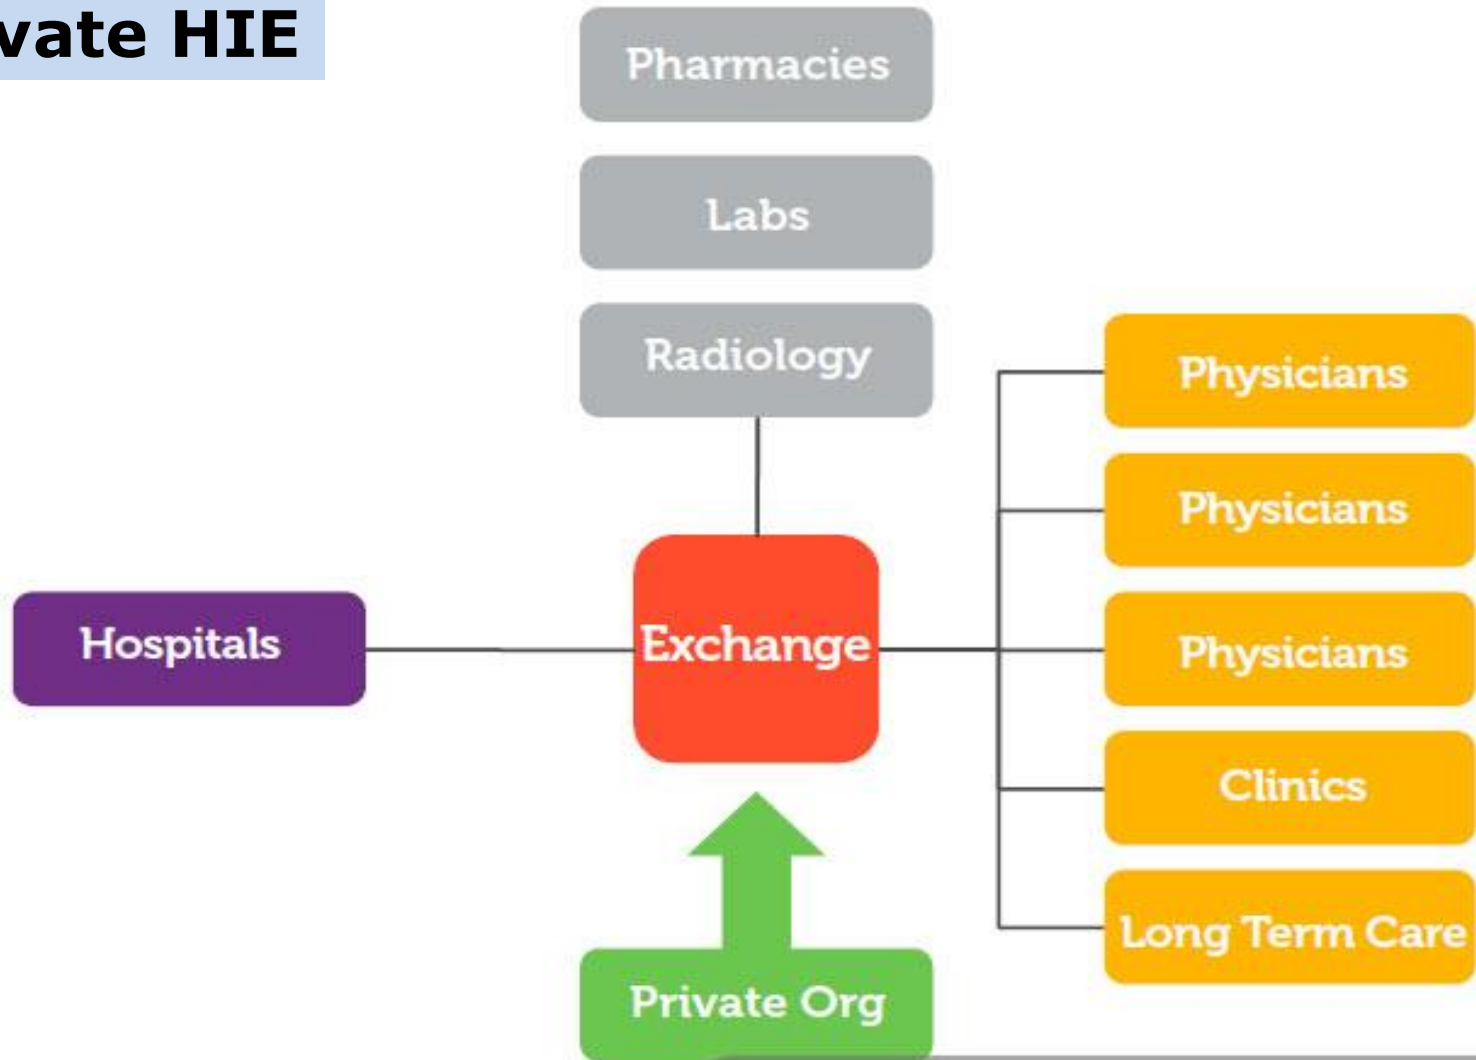 vate HIE
Pharmacies
Labs
Radiology
Physicians
Physicians
Hospitals
Exchange
Physicians
Clinics
Long Term Care
Private Org